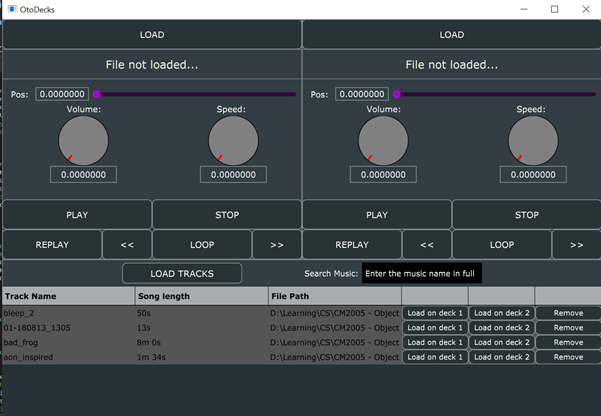 OtoDecks
LOAD LOAD
File not loaded... File not loaded...
Pos: 0.0000000 Pos: 0.0000000
Volume: Speed: Volume: Speed:
0.0000000 0.0000000 0.0000000 0.0000000
PLAY STOP PLAY STOP
REPLAY << LOOP >> REPLAY << LOOP >>
LOAD TRACKS Search Music: Enter the music name in full
Track Name Song length File Path
bleep_2 50s D:\Learning\CS\CM2005 - Object Load on deck 1 Load on deck 2 Remove
01-180813_1305 13s D:\Learning\CS\CM2005 - Object Load on deck 1 Load on deck 2 Remove
bad_frog 8m 0s D:\Learning\CS\CM2005 - Object Load on deck 1 Load on deck 2 Remove
aon_inspired 1m 34s D:\Learning\CS\CM2005 - Object Load on deck 1 Load on deck 2 Remove